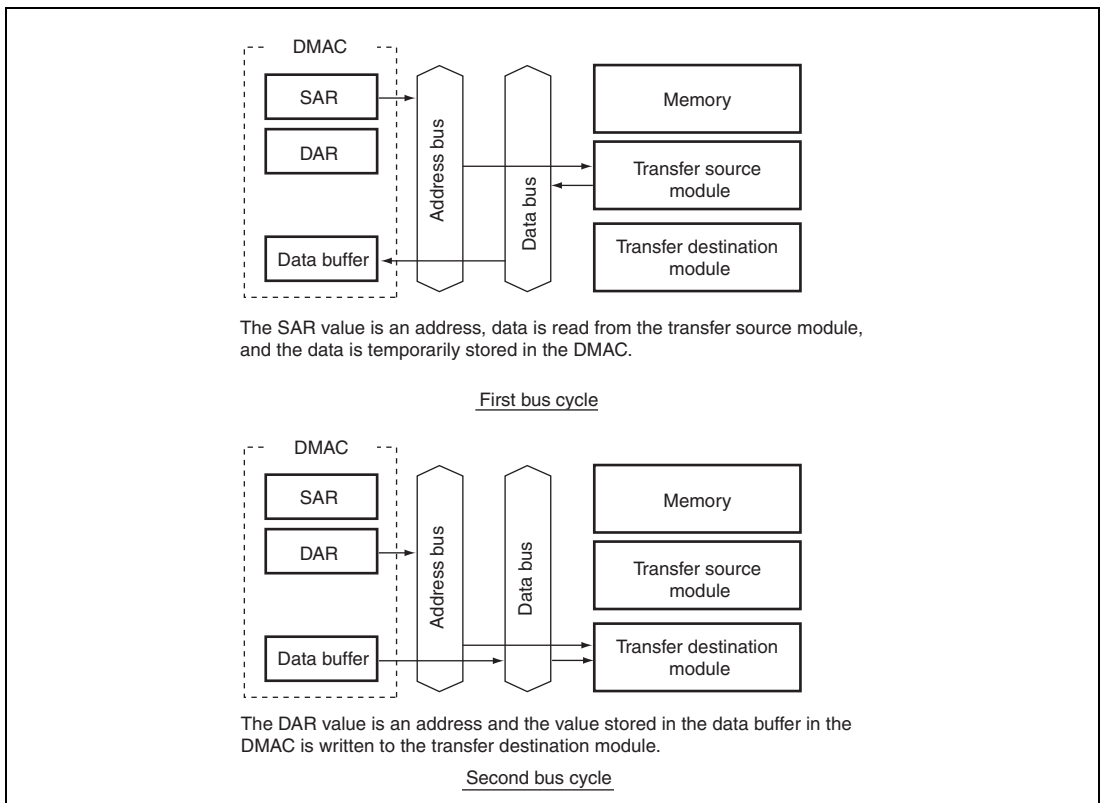 DMAC
SAR
DAR
Data buffer
Address bus
Data bus
Memory
Transfer source
module
Transfer destination
module
The SAR value is an address, data is read from the transfer source module,
and the data is temporarily stored in the DMAC.
First bus cycle
DMAC
SAR
DAR
Data buffer
Address bus
Data bus
Memory
Transfer source
module
Transfer destination
module
The DAR value is an address and the value stored in the data buffer in the
DMAC is written to the transfer destination module.
Second bus cycle